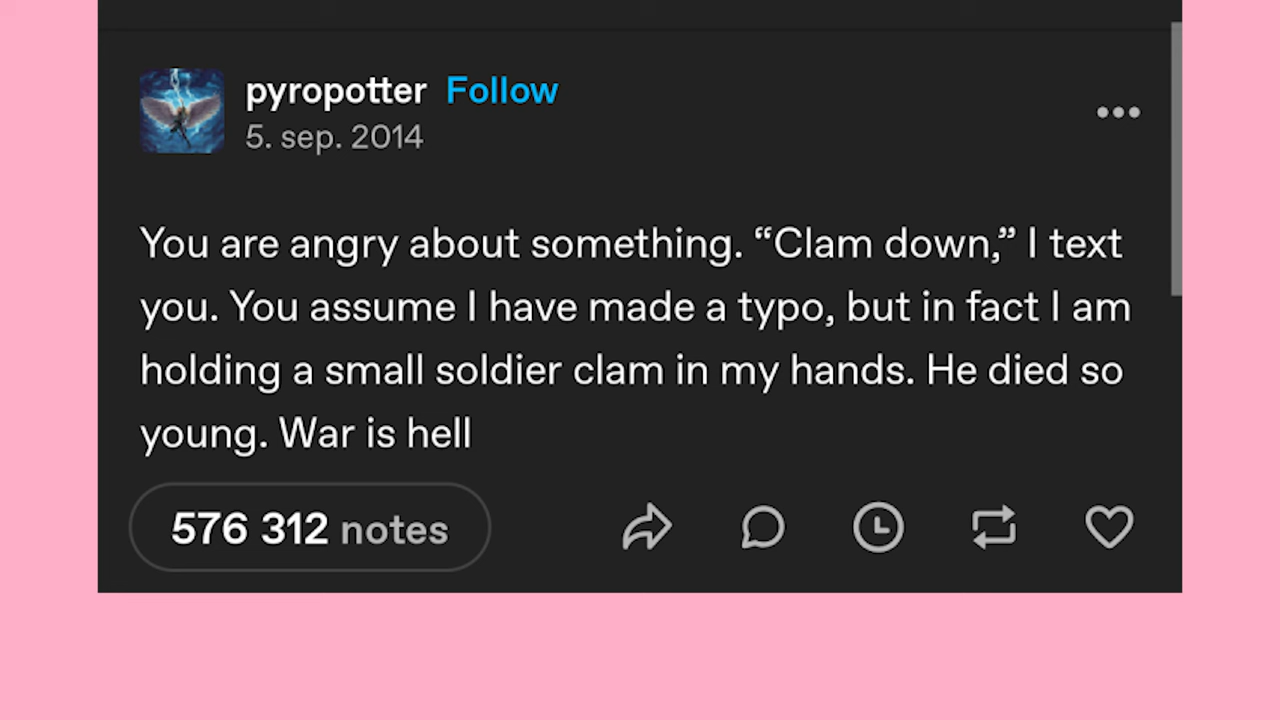 pyropotter Follow
5. sep. 2014
You are angry about something. “Clam down,” I text
you. You assume I have made a typo, but in fact I am
holding a small soldier clam in my hands. He died so
young. War is hell
576 312 notes